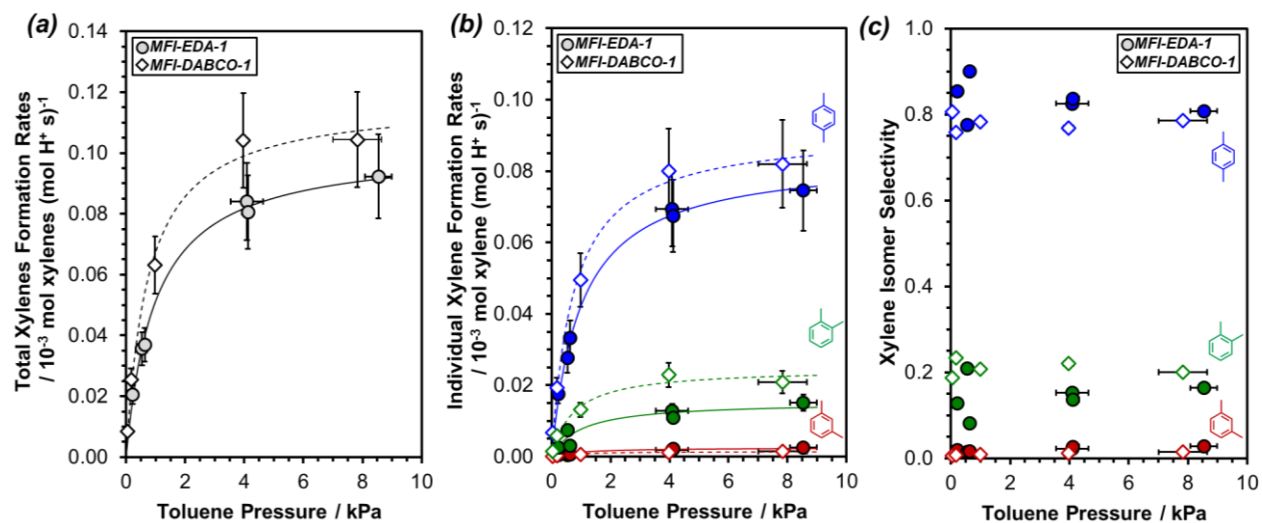 (a)
MFI-EDA-1
MFI-DABCO-1
Total Xylenes Formation Rates
/ 10⁻³ mol xylene (mol H⁺ s)⁻¹
0.14
0.12
0.10
0.08
0.06
0.04
0.02
0.00
0 2 4 6 8 10
Toluene Pressure / kPa
(b)
MFI-EDA-1
MFI-DABCO-1
Individual Xylene Formation Rates
/ 10⁻³ mol xylene (mol H⁺ s)⁻¹
0.12
0.10
0.08
0.06
0.04
0.02
0.00
0 2 4 6 8 10
Toluene Pressure / kPa
(c)
MFI-EDA-1
MFI-DABCO-1
Xylene Isomer Selectivity
1.0
0.8
0.6
0.4
0.2
0.0
0 2 4 6 8 10
Toluene Pressure / kPa